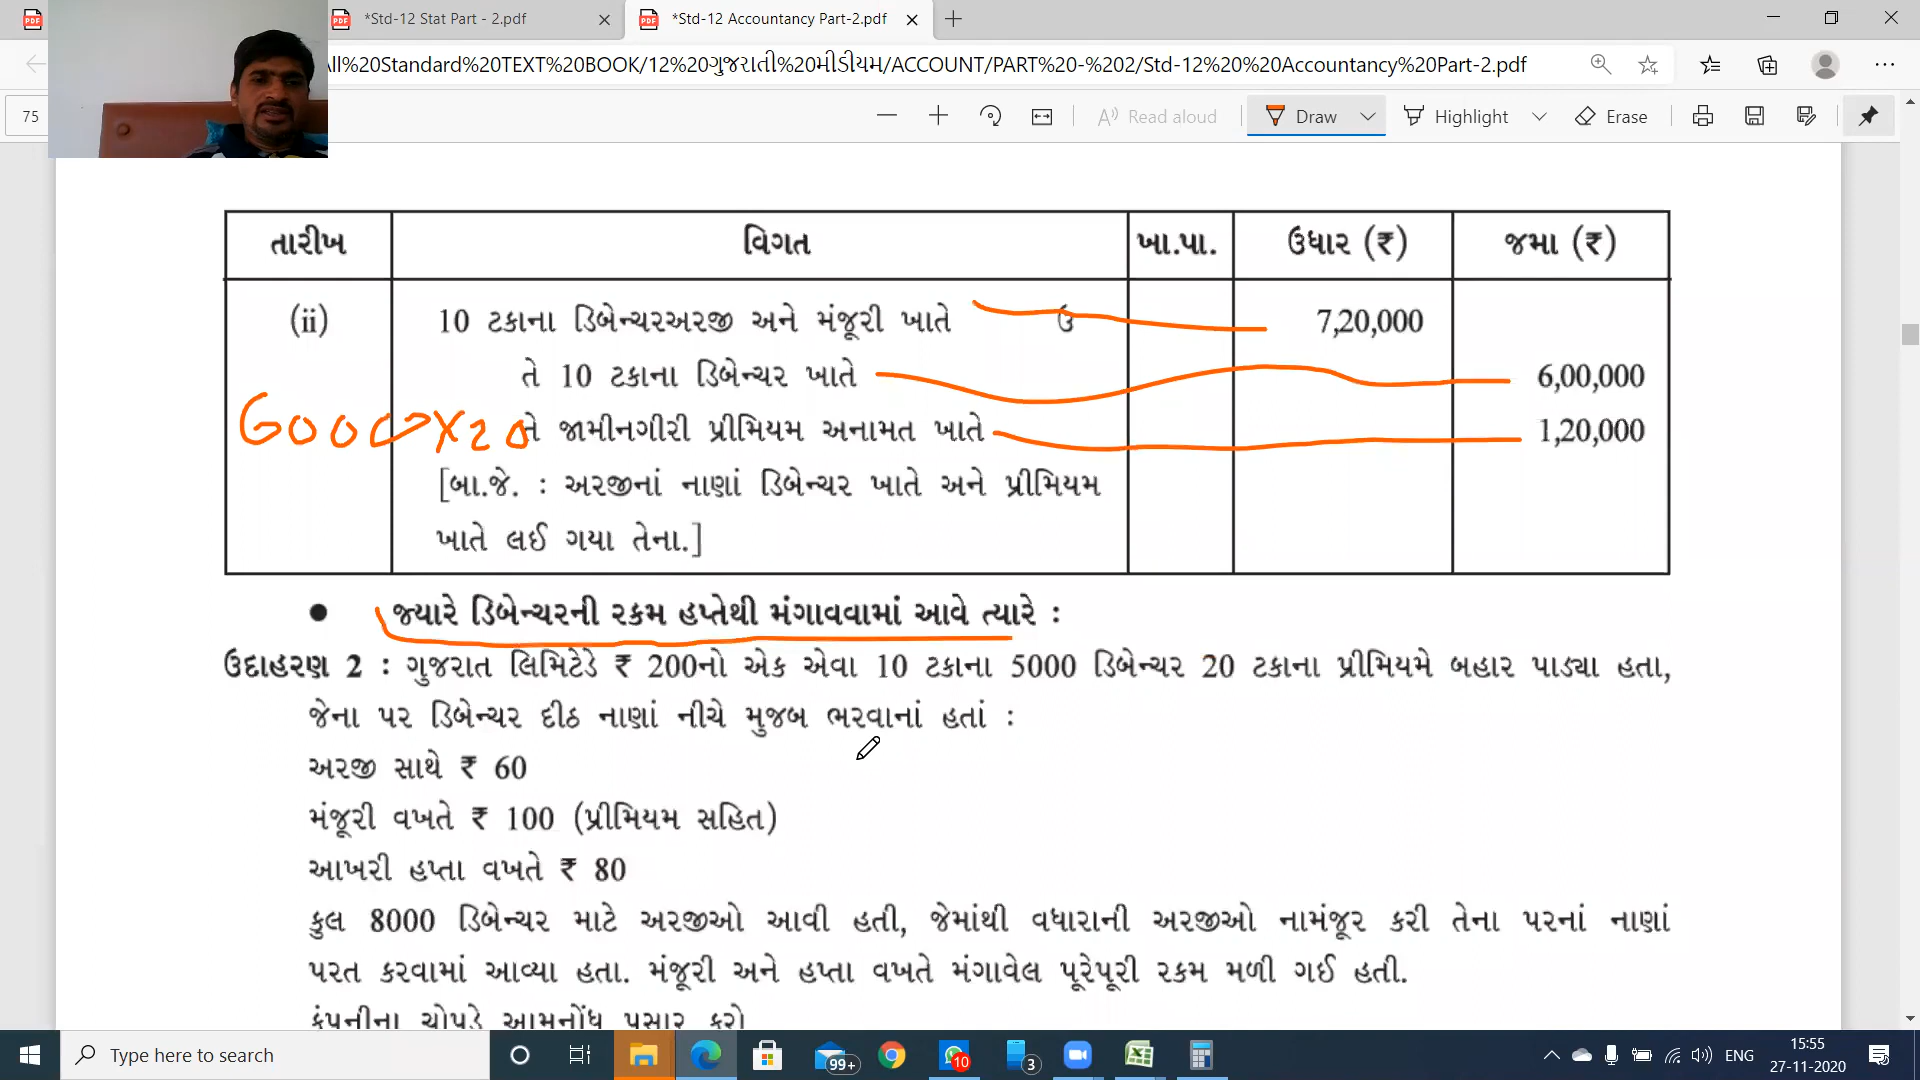 *Std-12 Stat Part - 2.pdf
*Std-12 Accountancy Part-2.pdf
All%20Standard%20TEXT%20BOOK/12%20ગુજરાતી%20મીડીયમ/ACCOUNT/PART%20-%202/Std-12%20%20Accountancy%20Part-2.pdf
75
Read aloud
Draw
Highlight
Erase
તારીખ વિગત ખા.પા. ઉધાર (₹) જમા (₹)
(ii) 10 ટકાના ડિબેન્ચરઅરજી અને મંજૂરી ખાતે ઉ 7,20,000
તે 10 ટકાના ડિબેન્ચર ખાતે 6,00,000
6000×20 તે જામીનગીરી પ્રીમિયમ અનામત ખાતે 1,20,000
[બા.જે. : અરજીનાં નાણાં ડિબેન્ચર ખાતે અને પ્રીમિયમ
ખાતે લઈ ગયા તેના.]
● જ્યારે ડિબેન્ચરની રકમ હપ્તેથી મંગાવવામાં આવે ત્યારે :
ઉદાહરણ 2 : ગુજરાત લિમિટેડે ₹ 200નો એક એવા 10 ટકાના 5000 ડિબેન્ચર 20 ટકાના પ્રીમિયમે બહાર પાડ્યા હતા,
જેના પર ડિબેન્ચર દીઠ નાણાં નીચે મુજબ ભરવાનાં હતાં :
અરજી સાથે ₹ 60
મંજૂરી વખતે ₹ 100 (પ્રીમિયમ સહિત)
આખરી હપ્તા વખતે ₹ 80
કુલ 8000 ડિબેન્ચર માટે અરજીઓ આવી હતી, જેમાંથી વધારાની અરજીઓ નામંજૂર કરી તેના પરનાં નાણાં
પરત કરવામાં આવ્યા હતા. મંજૂરી અને હપ્તા વખતે મંગાવેલ પૂરેપૂરી રકમ મળી ગઈ હતી.
કંપનીના ચોપડે આમનોંધ પસાર કરો
Type here to search
99+
10
3
ENG
15:55
27-11-2020